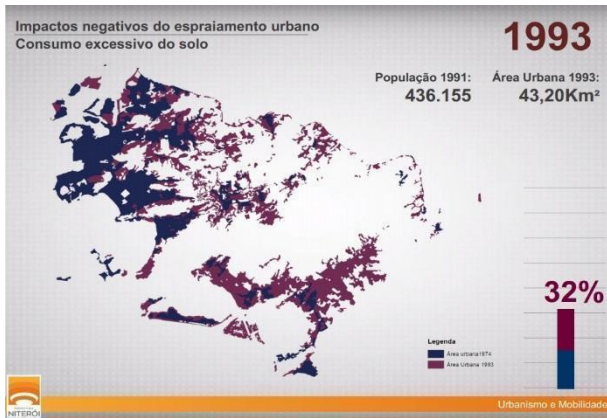 Impactos negativos do espraiamento urbano
Consumo excessivo do solo
1993
População 1991:
436.155
Área Urbana 1993:
43,20Km²
32%
Legenda
Área urbana1974
Área Urbana 1993
NITERÓI
Urbanismo e Mobilidade